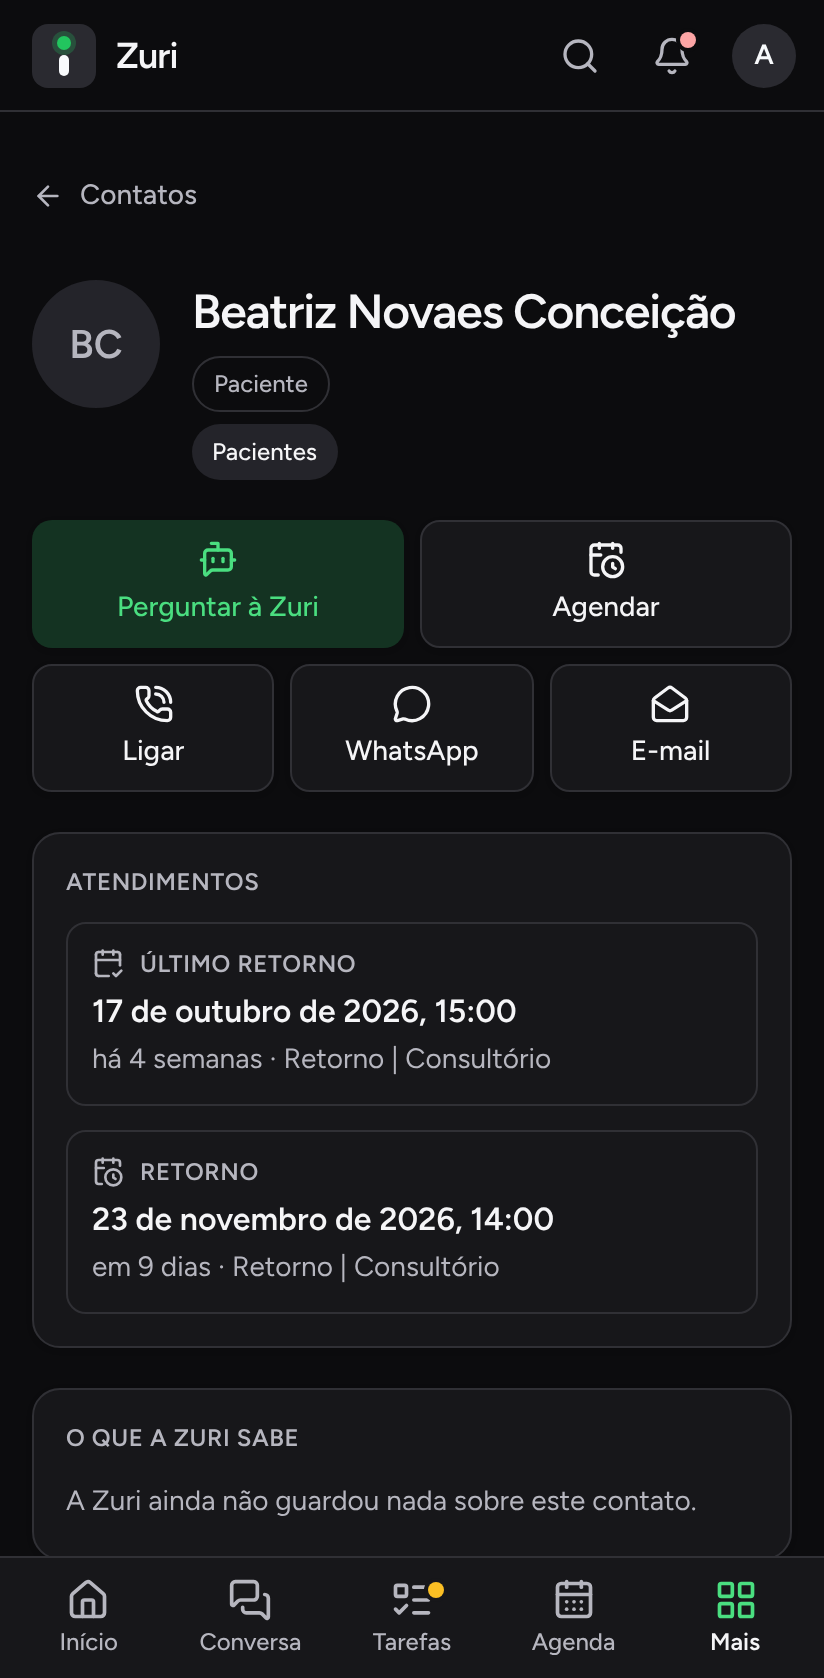 Zuri
A
Contatos
BC
Beatriz Novaes Conceição
Paciente
Pacientes
Perguntar à Zuri
Agendar
Ligar
WhatsApp
E-mail
ATENDIMENTOS
ÚLTIMO RETORNO
17 de outubro de 2026, 15:00
há 4 semanas · Retorno | Consultório
RETORNO
23 de novembro de 2026, 14:00
em 9 dias · Retorno | Consultório
O QUE A ZURI SABE
A Zuri ainda não guardou nada sobre este contato.
Início
Conversa
Tarefas
Agenda
Mais